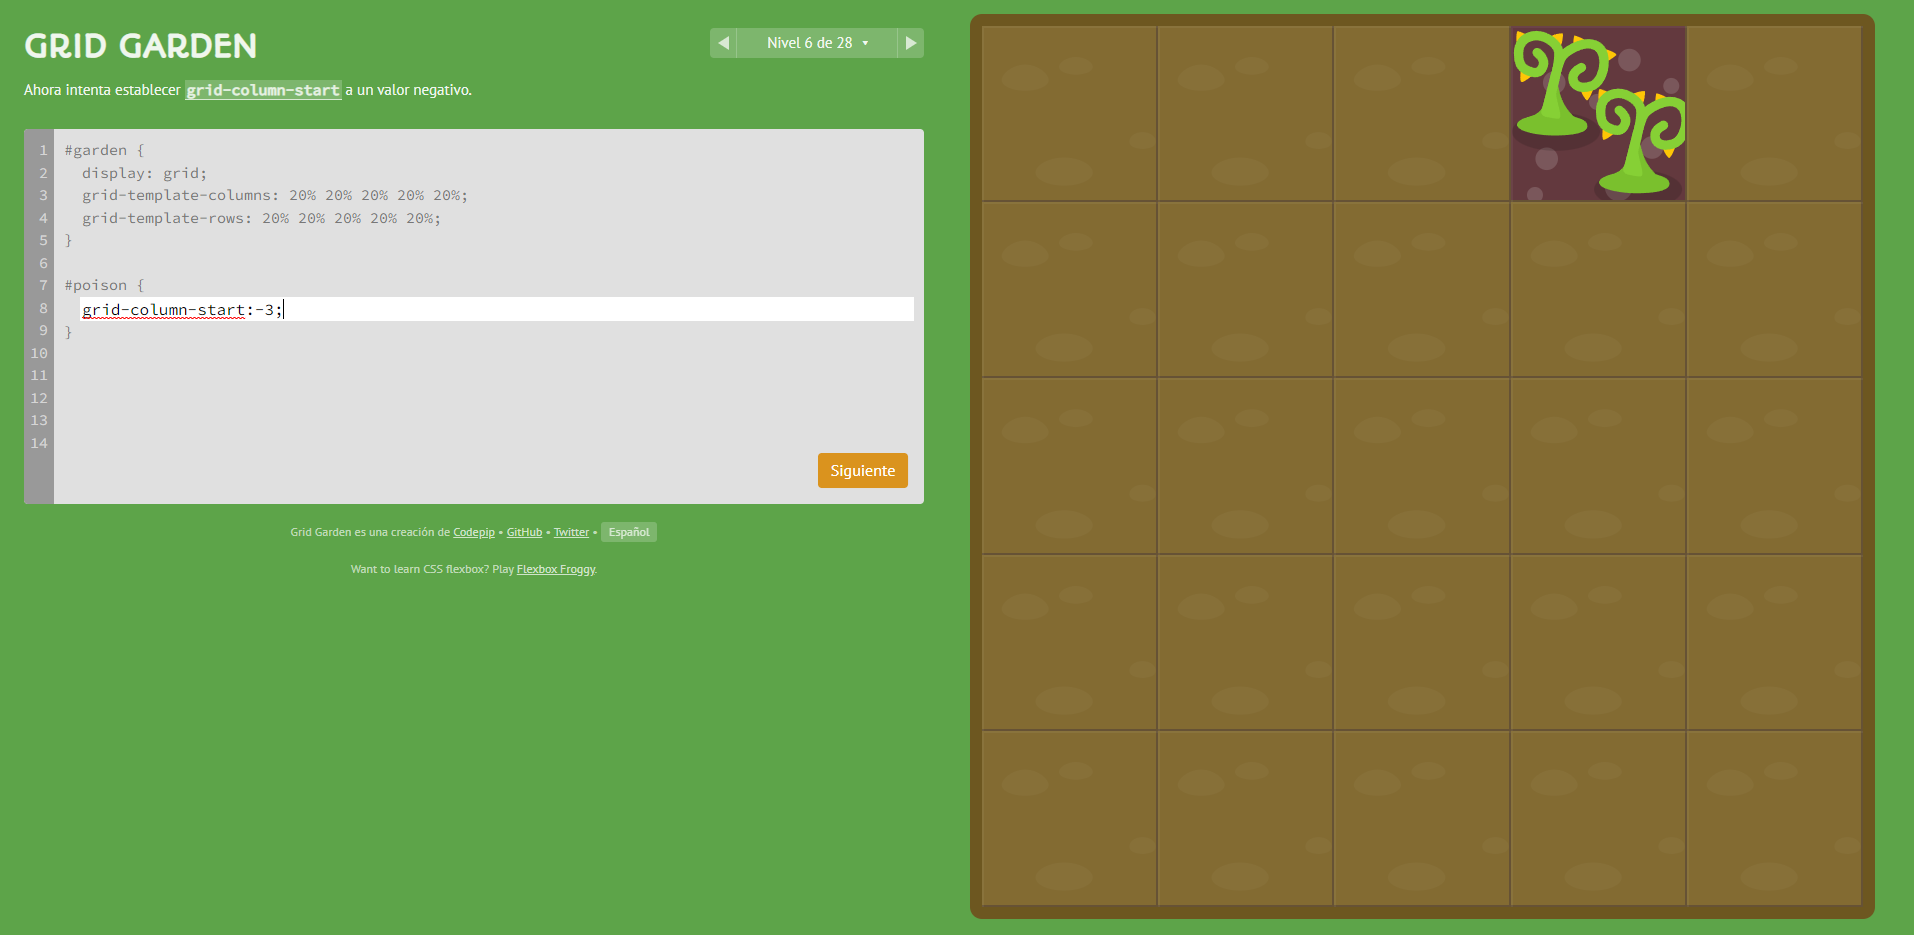 GRID GARDEN
Nivel 6 de 28
Ahora intenta establecer grid-column-start a un valor negativo.
1 #garden {
2 display: grid;
3 grid-template-columns: 20% 20% 20% 20% 20%;
4 grid-template-rows: 20% 20% 20% 20% 20%;
5 }
6
7 #poison {
8 grid-column-start:-3;
9 }
10
11
12
13
14
Siguiente
Grid Garden es una creación de Codepip • GitHub • Twitter • Español
Want to learn CSS flexbox? Play Flexbox Froggy.